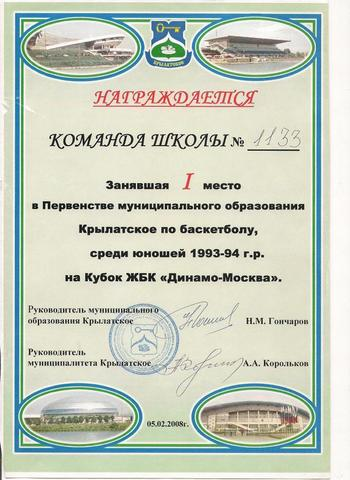 КРЫЛАТСКОЕ
НАГРАЖДАЕТСЯ
КОМАНДА ШКОЛЫ № 1133
Занявшая I место
в Первенстве муниципального образования
Крылатское по баскетболу,
среди юношей 1993-94 г.р.
на Кубок ЖБК «Динамо-Москва».
Руководитель муниципального
образования Крылатское Н.М. Гончаров
Руководитель
муниципалитета Крылатское А.А. Корольков
05.02.2008г.